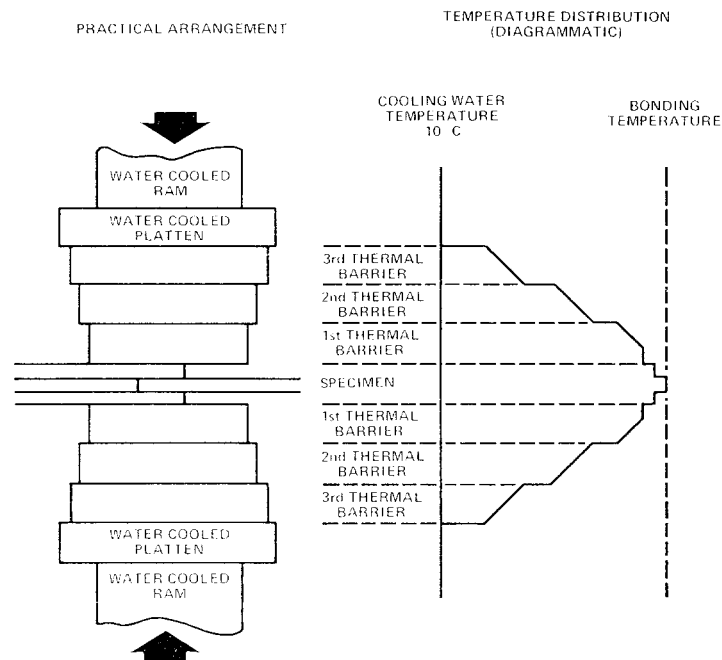 PRACTICAL ARRANGEMENT
TEMPERATURE DISTRIBUTION
(DIAGRAMMATIC)
COOLING WATER
TEMPERATURE
10 C
BONDING
TEMPERATURE
WATER COOLED
RAM
WATER COOLED
PLATTEN
3rd THERMAL
BARRIER
2nd THERMAL
BARRIER
1st THERMAL
BARRIER
SPECIMEN
1st THERMAL
BARRIER
2nd THERMAL
BARRIER
3rd THERMAL
BARRIER
WATER COOLED
PLATTEN
WATER COOLED
RAM